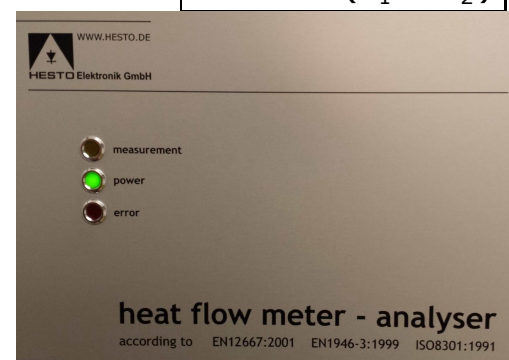 WWW.HESTO.DE
HESTO Elektronik GmbH
measurement
power
error
heat flow meter - analyser
according to EN12667:2001 EN1946-3:1999 ISO8301:1991